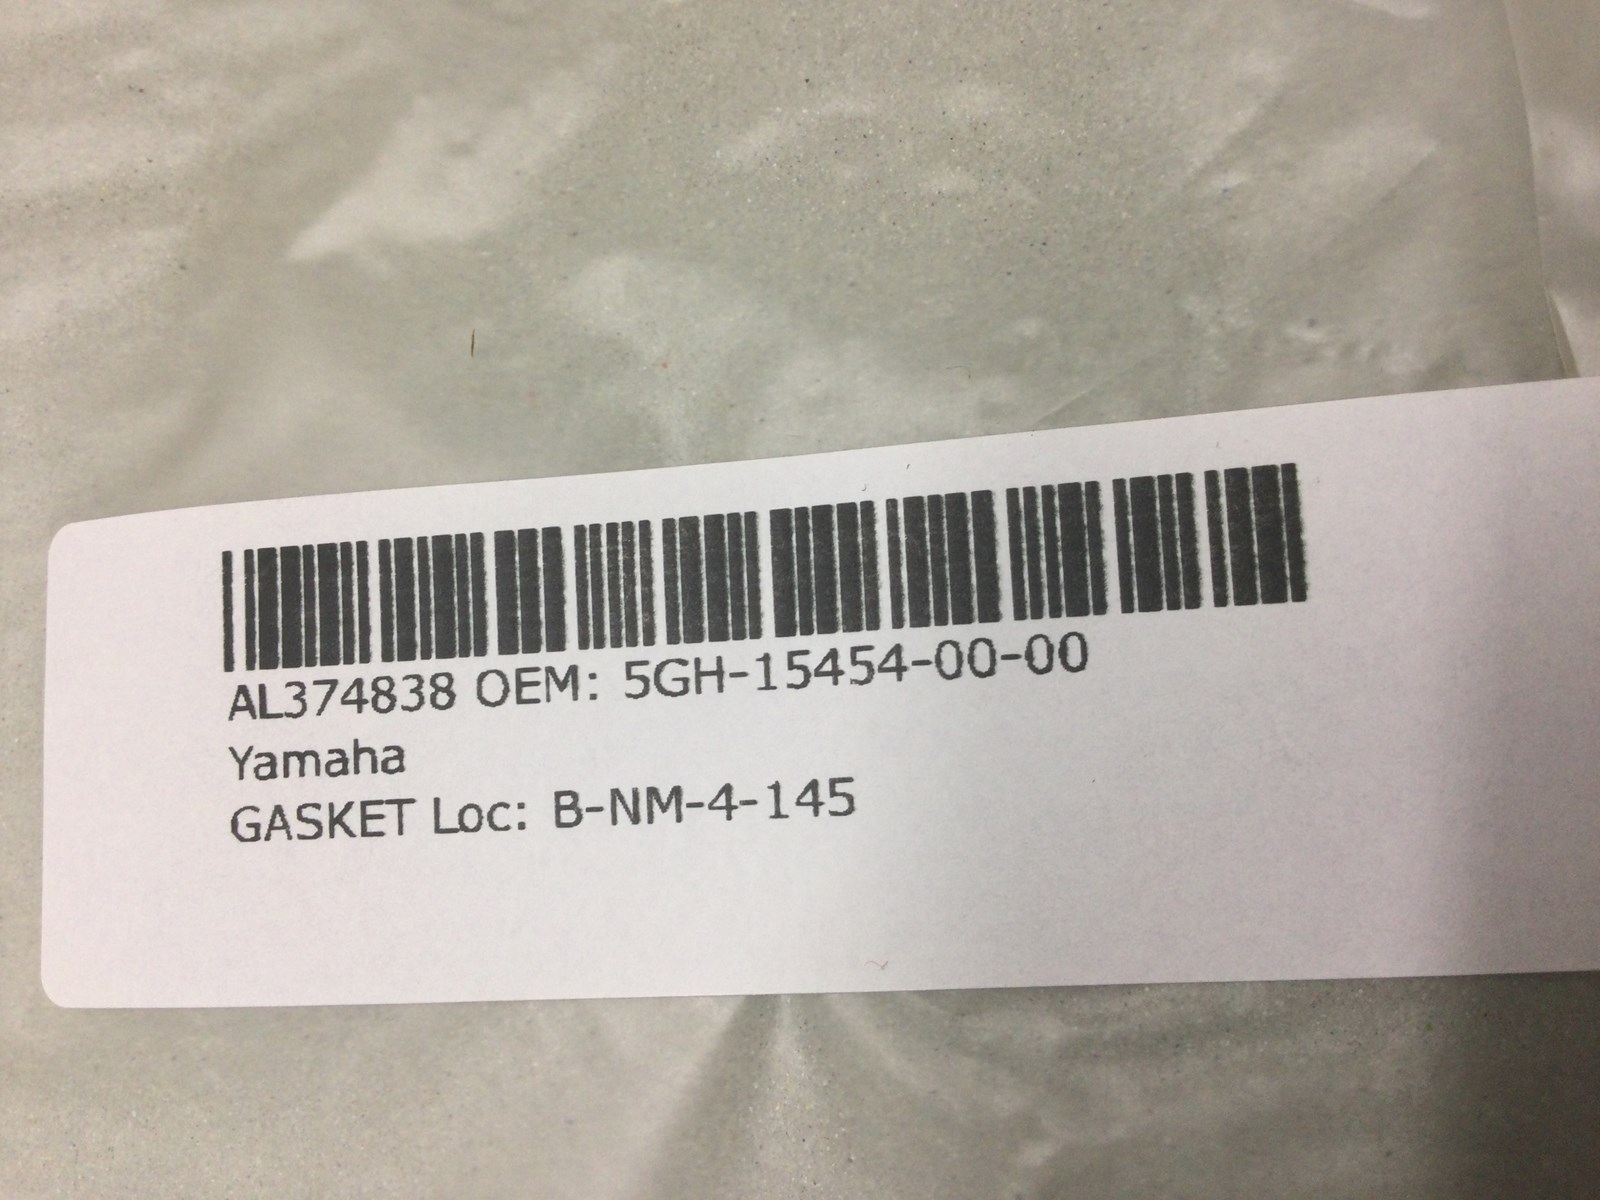 AL374838 OEM: 5GH-15454-00-00
Yamaha
GASKET Loc: B-NM-4-145